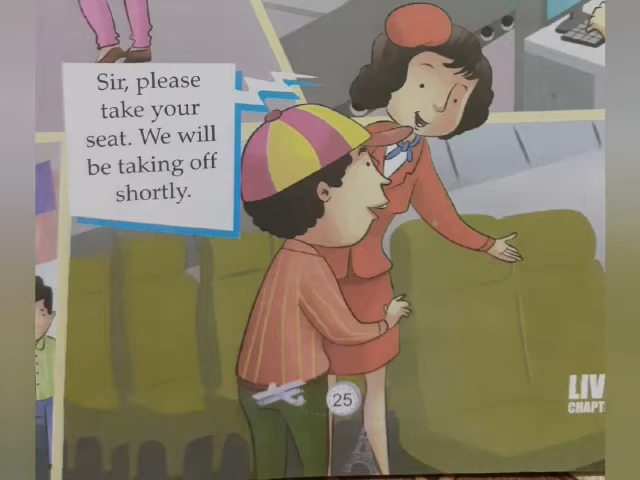 Sir, please
take your
seat. We will
be taking off
shortly.
25
LIV
CHAPT